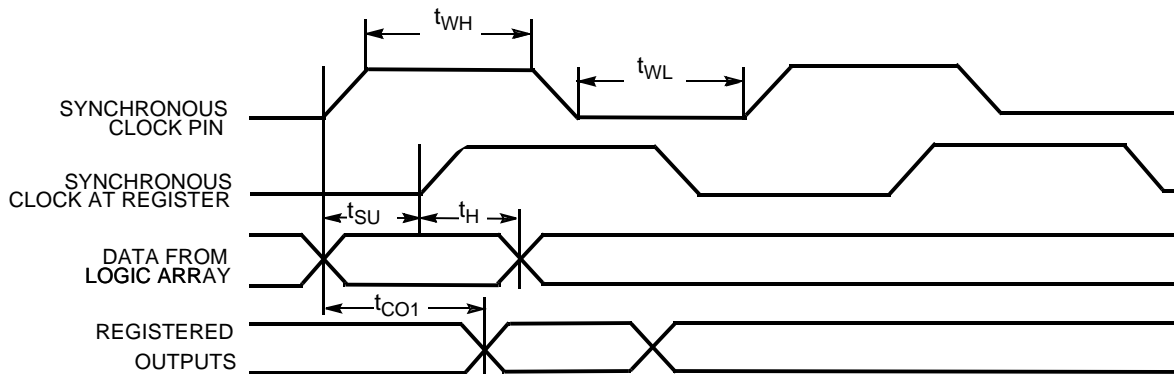 tWH
tWL
SYNCHRONOUS
CLOCK PIN
SYNCHRONOUS
CLOCK AT REGISTER
tSU
tH
DATA FROM
LOGIC ARRAY
tCO1
REGISTERED
OUTPUTS